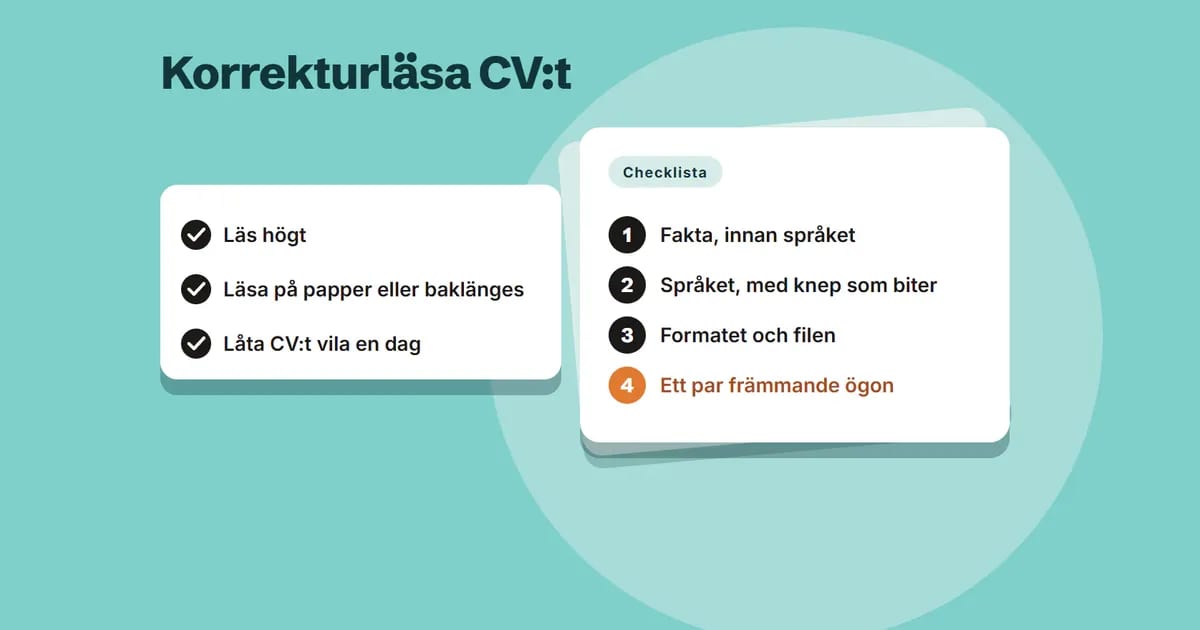 Korrekturläsa CV:t
Läs högt
Läsa på papper eller baklänges
Låta CV:t vila en dag
Checklista
1 Fakta, innan språket
2 Språket, med knep som biter
3 Formatet och filen
4 Ett par främmande ögon